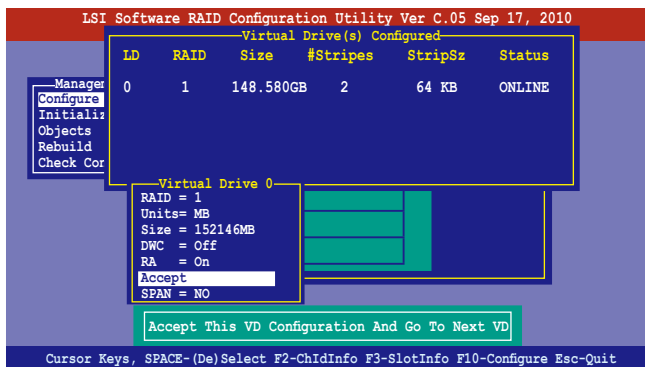 LSI Software RAID Configuration Utility Ver C.05 Sep 17, 2010
Virtual Drive(s) Configured
LD RAID Size #Stripes StripSz Status
0 1 148.580GB 2 64 KB ONLINE
Managem
Configure
Initializ
Objects
Rebuild
Check Con
Virtual Drive 0
RAID = 1
Units= MB
Size = 152146MB
DWC = Off
RA = On
Accept
SPAN = NO
Accept This VD Configuration And Go To Next VD
Cursor Keys, SPACE-(De)Select F2-ChIdInfo F3-SlotInfo F10-Configure Esc-Quit